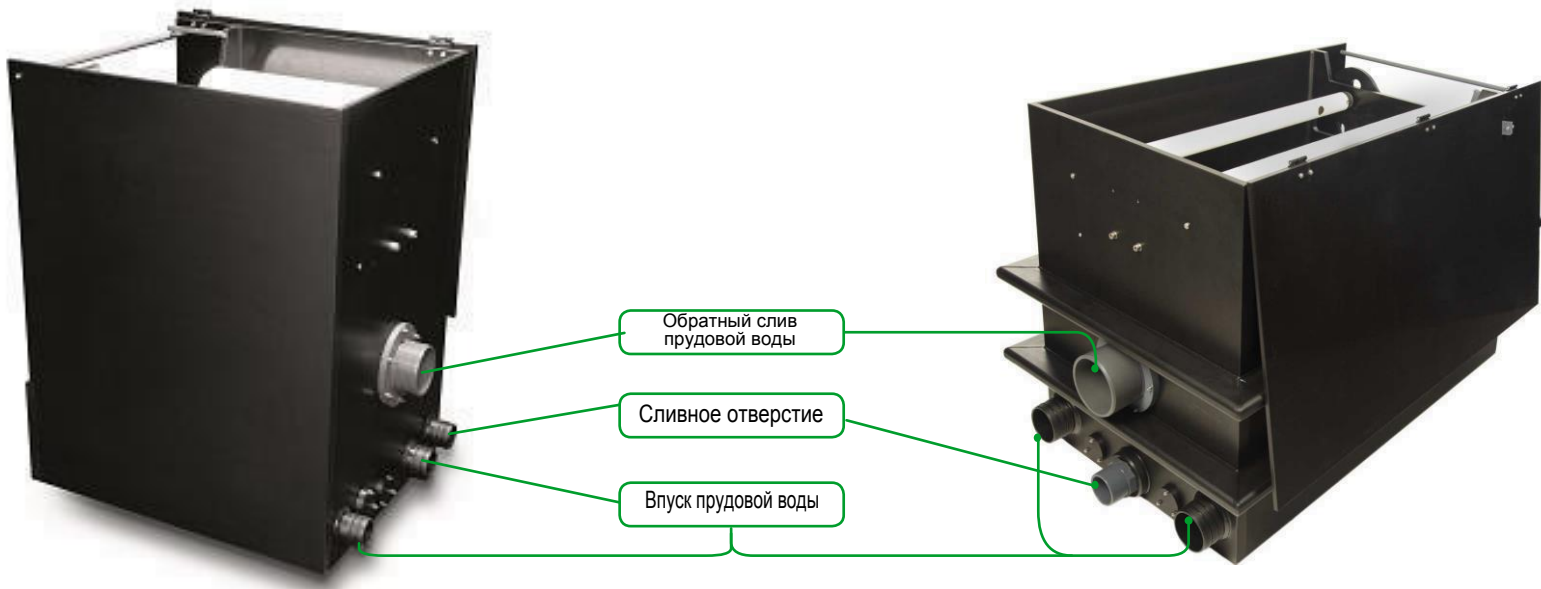 Обратный слив
прудовой воды
Сливное отверстие
Впуск прудовой воды